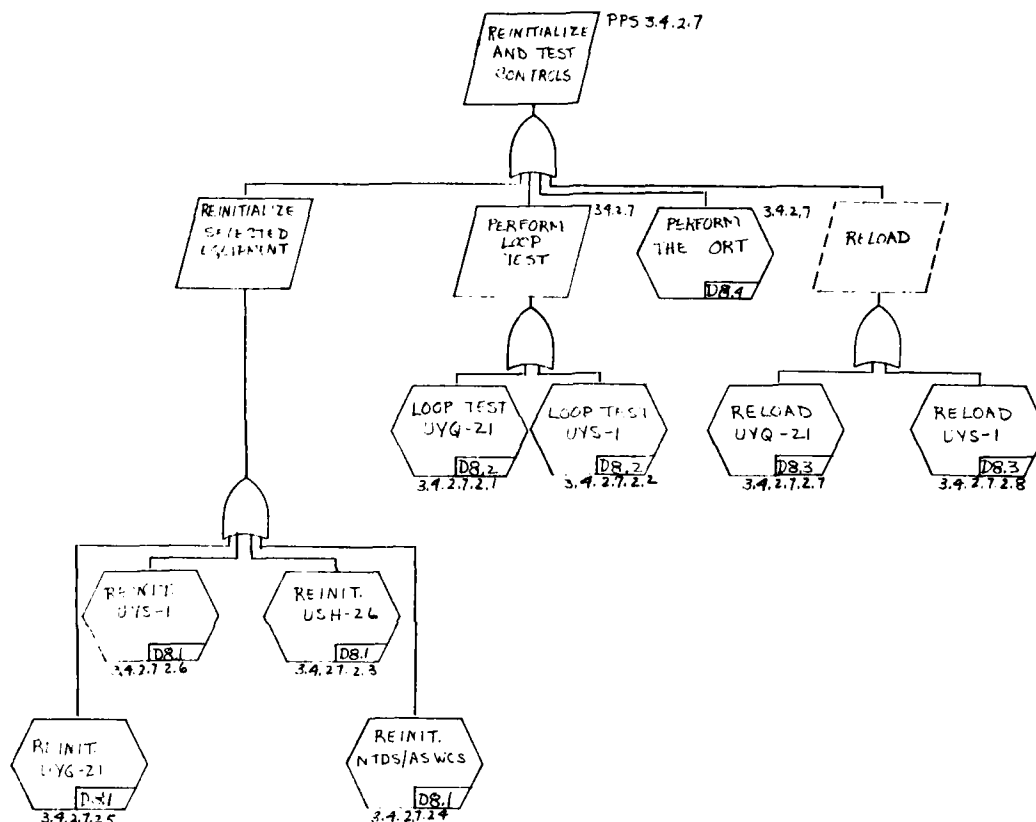 REINITIALIZE
AND TEST
CONTROLS
PPS 3.4.2.7
REINITIALIZE
SELECTED
EQUIPMENT
3.4.2.7
PERFORM
LOOP
TEST
3.4.2.7
PERFORM
THE ORT
D8.4
RELOAD
LOOP TEST
UYQ-21
D8.2
3.4.2.7.2.1
LOOP TEST
UYS-1
D8.2
3.4.2.7.2.2
RELOAD
UYQ-21
D8.3
3.4.2.7.2.7
RELOAD
UYS-1
D8.3
3.4.2.7.2.8
REINIT.
UYS-1
D8.1
3.4.2.7.2.6
REINIT.
USH-26
D8.1
3.4.2.7.2.3
REINIT.
UYQ-21
D8.1
3.4.2.7.2.5
REINIT.
NTDS/ASWCS
D8.1
3.4.2.7.2.4